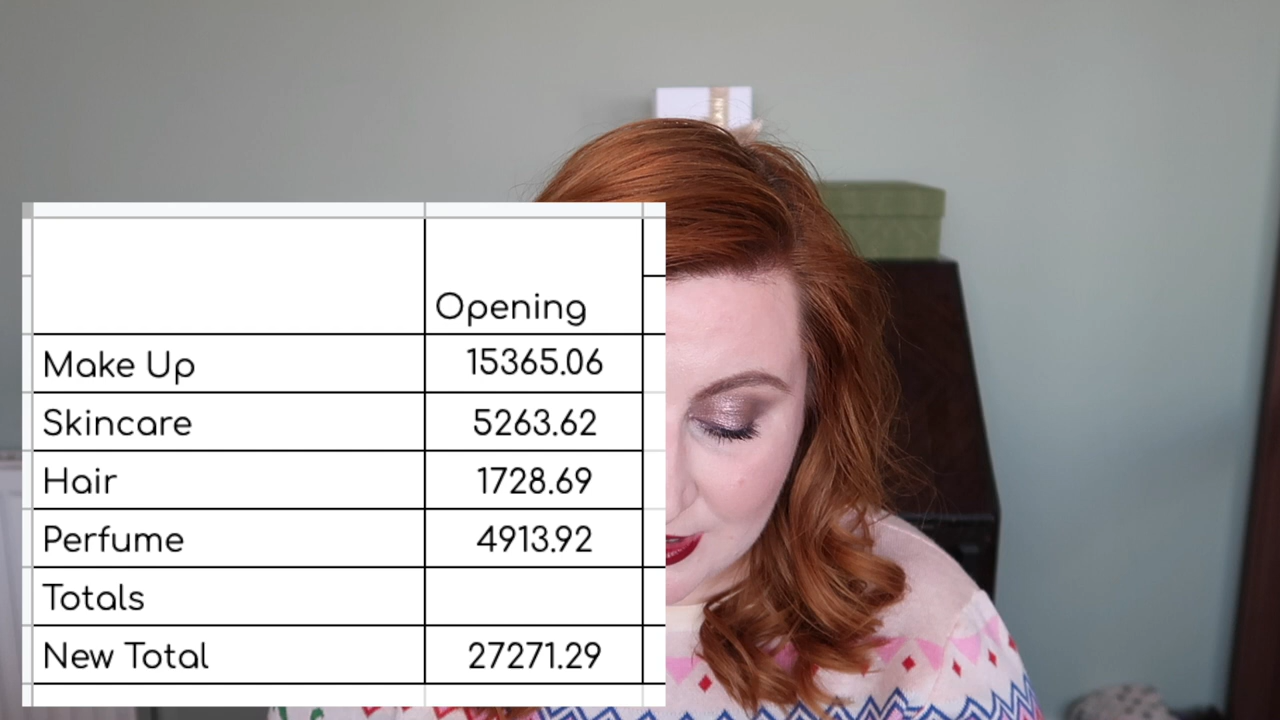 Opening
Make Up 15365.06
Skincare 5263.62
Hair 1728.69
Perfume 4913.92
Totals
New Total 27271.29